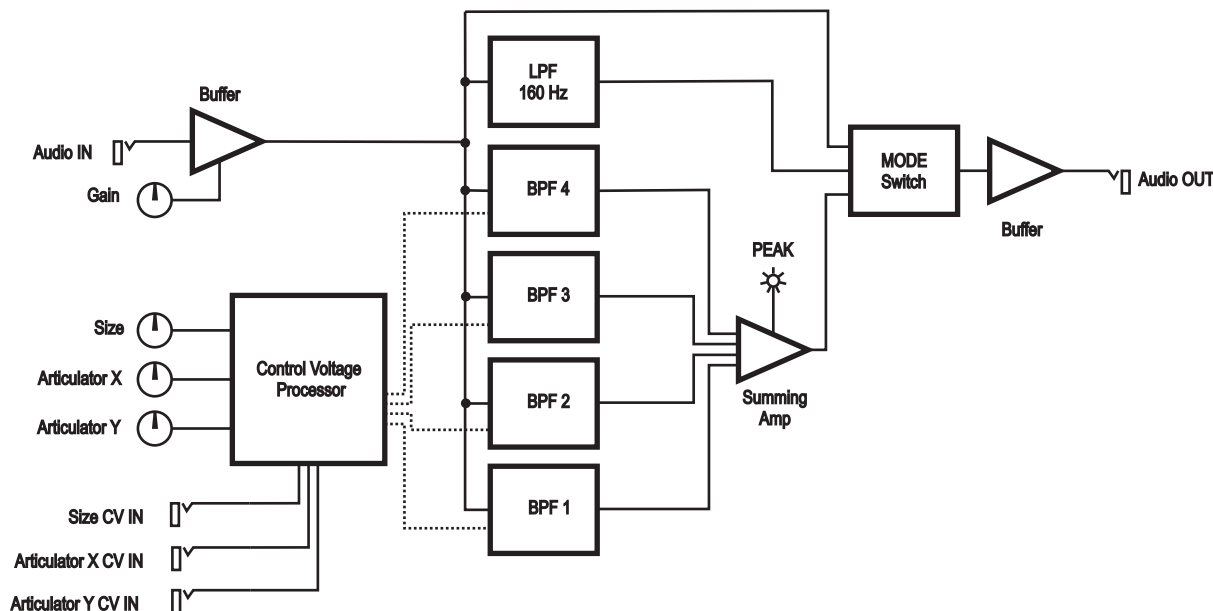 LPF
160 Hz
Buffer
Audio IN
Gain
BPF 4
MODE
Switch
Audio OUT
Buffer
PEAK
BPF 3
Size
Articulator X
Articulator Y
Control Voltage
Processor
BPF 2
Summing
Amp
BPF 1
Size CV IN
Articulator X CV IN
Articulator Y CV IN